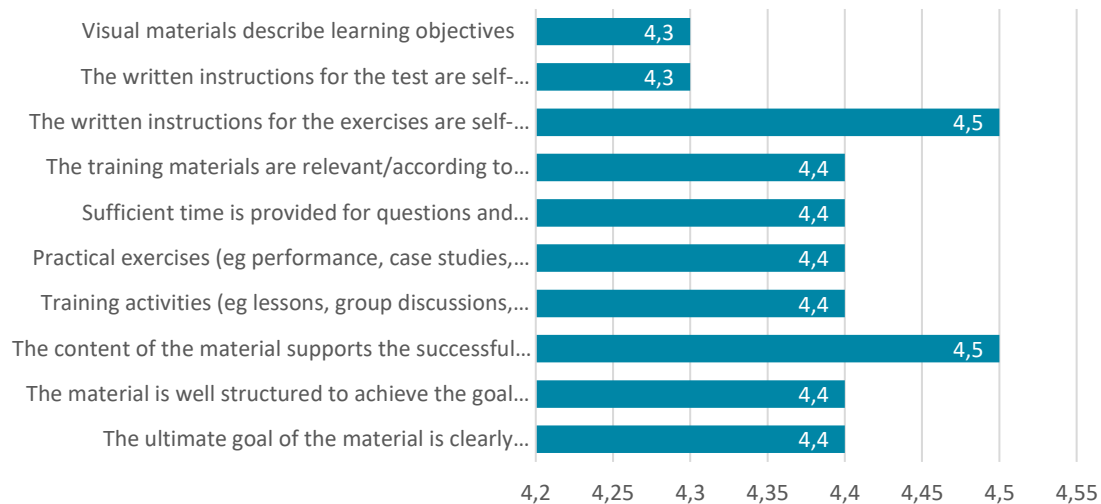 Visual materials describe learning objectives 4,3
The written instructions for the test are self-... 4,3
The written instructions for the exercises are self-... 4,5
The training materials are relevant/according to... 4,4
Sufficient time is provided for questions and... 4,4
Practical exercises (eg performance, case studies,... 4,4
Training activities (eg lessons, group discussions,... 4,4
The content of the material supports the successful... 4,5
The material is well structured to achieve the goal... 4,4
The ultimate goal of the material is clearly... 4,4
4,2 4,25 4,3 4,35 4,4 4,45 4,5 4,55